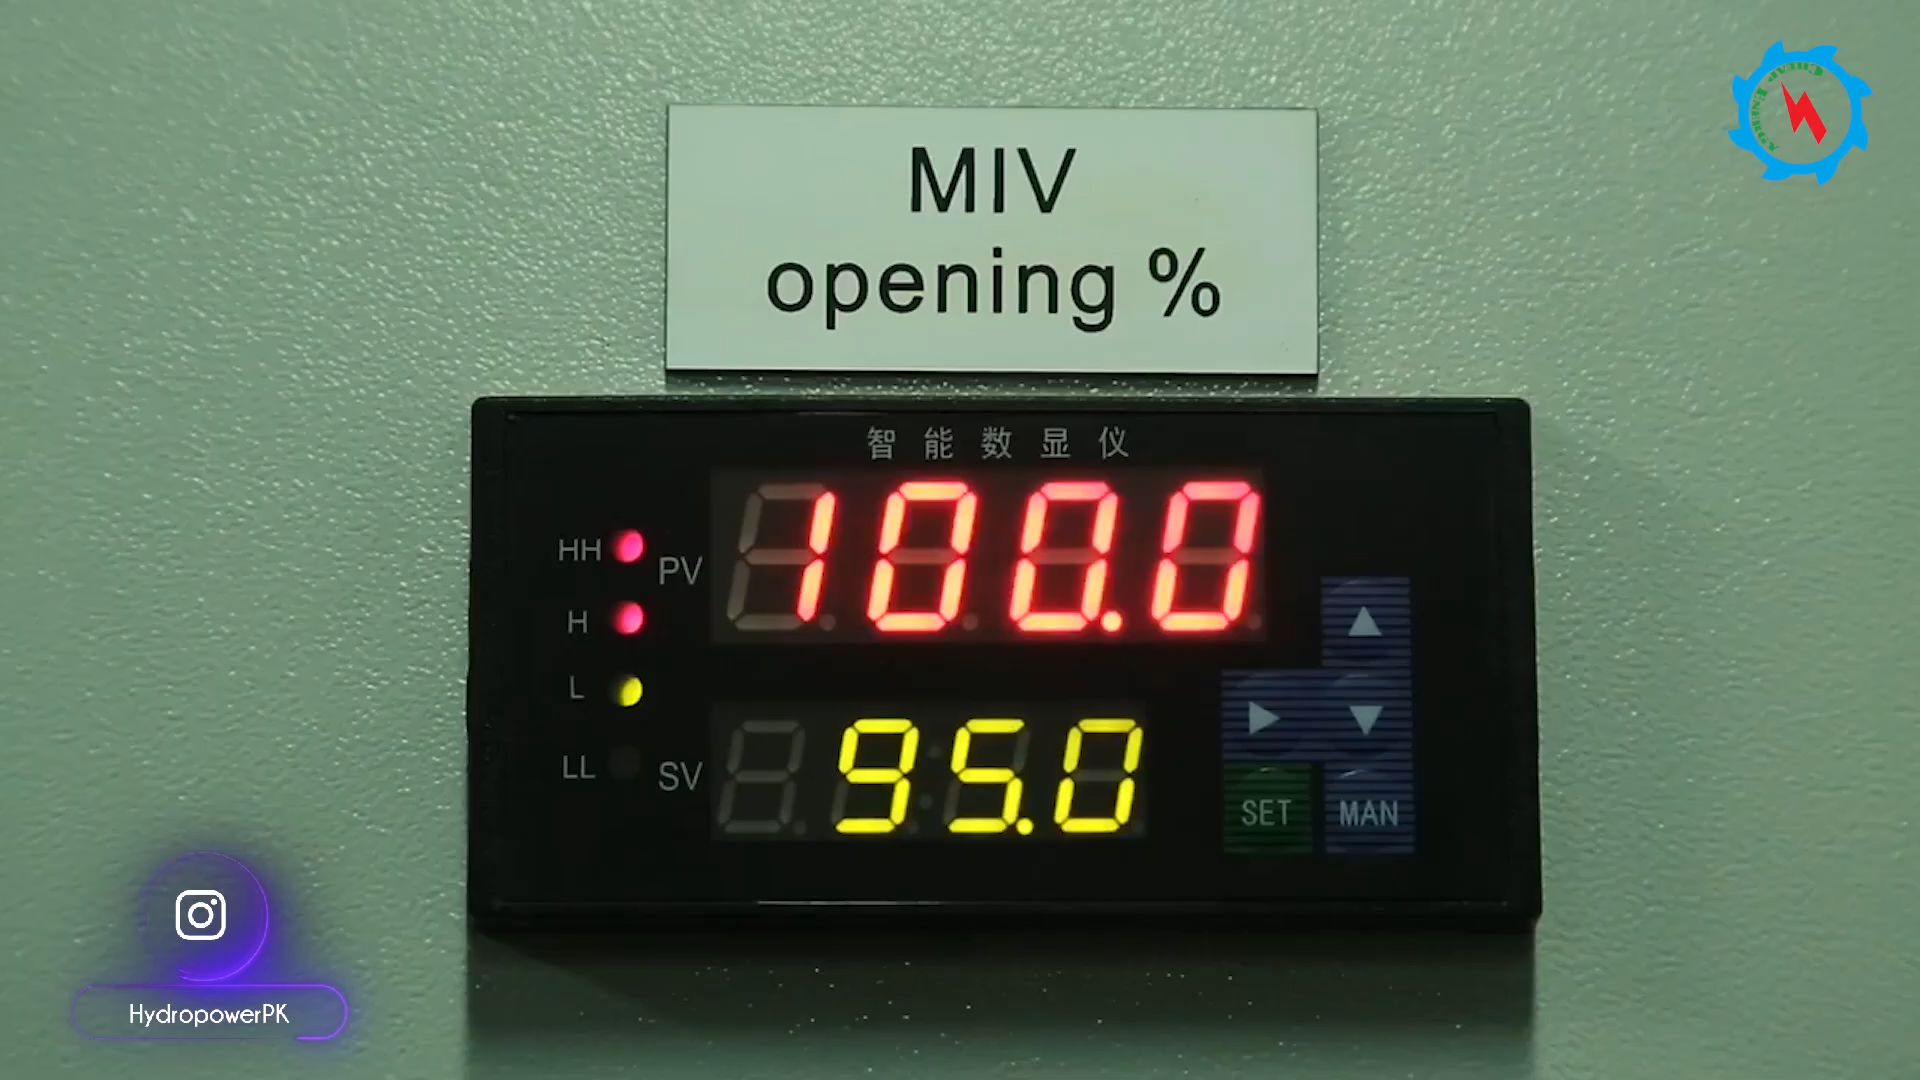 MIV
opening %
智能数显仪
HH
PV
100.0
H
L
LL
SV
95.0
SET
MAN
HydropowerPK